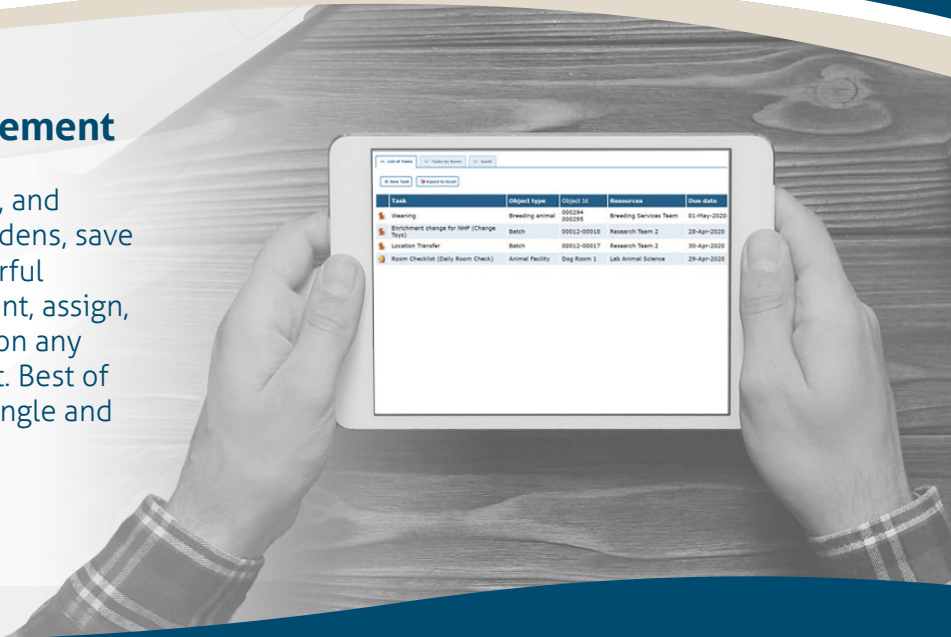 ement
, and
dens, save
rful
nt, assign,
on any
t. Best of
ngle and
List of Tasks Tasks by Room Gantt
New Task Export to Excel
Task Object type Object Id Resources Due date
Weaning Breeding animal 000294 000295 Breeding Services Team 01-May-2020
Enrichment change for NHP (Change Toys) Batch 00012-00018 Research Team 2 28-Apr-2020
Location Transfer Batch 00012-00017 Research Team 2 30-Apr-2020
Room Checklist (Daily Room Check) Animal Facility Dog Room 1 Lab Animal Science 29-Apr-2020